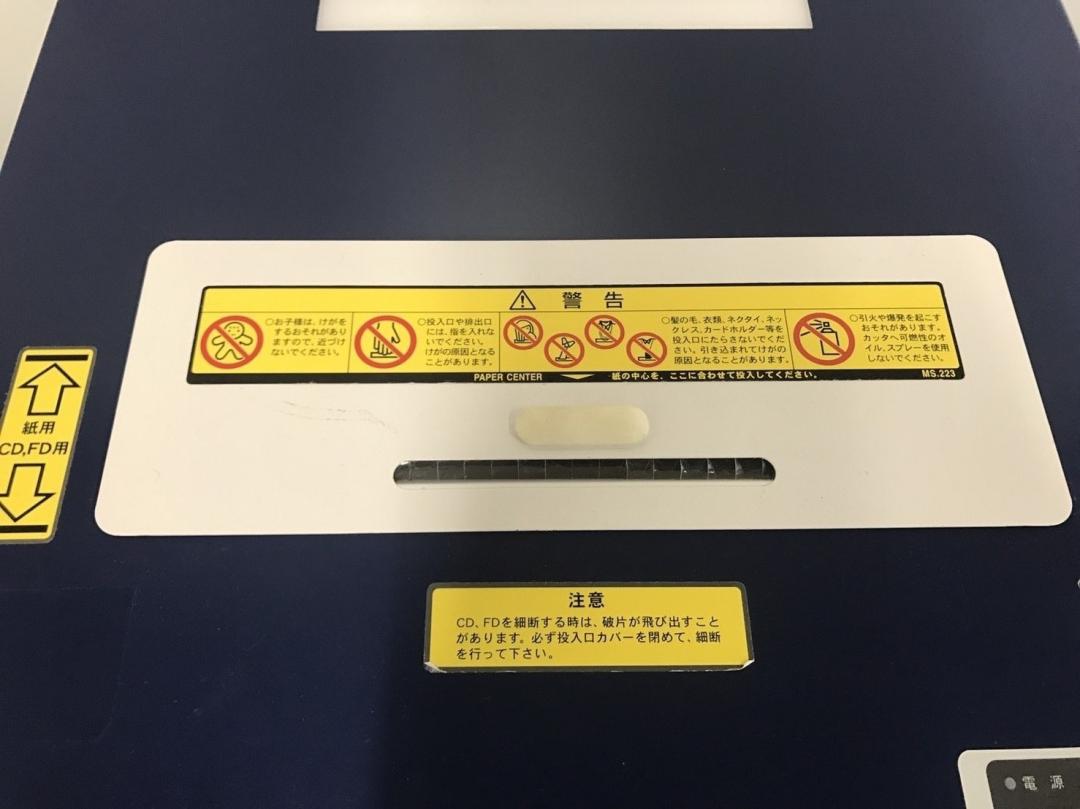 警告
○お子様は、けがを
するおそれがあり
ますので、近づけ
ないでください。
○投入口や排出口
には、指を入れな
いでください。
けがの原因となる
ことがあります。
○髪の毛、衣類、ネクタイ、ネッ
クレス、カードホルダー等を
投入口にたらさないでくだ
さい。引き込まれてけがの
原因となることがあります。
○引火や爆発を起こす
おそれがあります。
カッタへ可燃性のオ
イル、スプレーを使用
しないでください。
PAPER CENTER 紙の中心を、ここに合わせて投入してください。 MS.223
紙用
CD,FD用
注意
CD、FDを細断する時は、破片が飛び出すこと
があります。必ず投入口カバーを閉めて、細断
を行って下さい。
電源